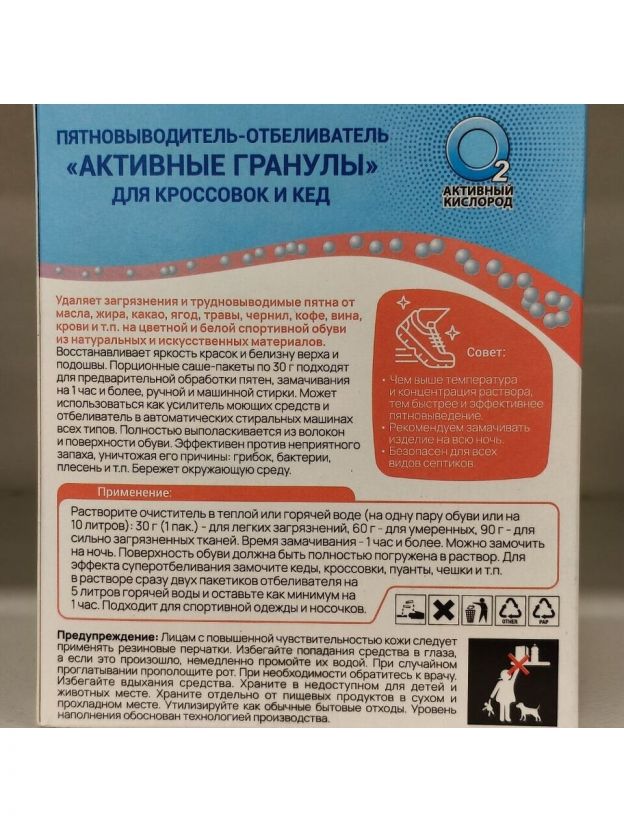 ПЯТНОВЫВОДИТЕЛЬ-ОТБЕЛИВАТЕЛЬ
«АКТИВНЫЕ ГРАНУЛЫ»
ДЛЯ КРОССОВОК И КЕД
O2
АКТИВНЫЙ
КИСЛОРОД
Удаляет загрязнения и трудновыводимые пятна от
масла, жира, какао, ягод, травы, чернил, кофе, вина,
крови и т.п. на цветной и белой спортивной обуви
из натуральных и искусственных материалов.
Восстанавливает яркость красок и белизну верха и
подошвы. Порционные саше-пакеты по 30 г подходят
для предварительной обработки пятен, замачивания
на 1 час и более, ручной и машинной стирки. Может
использоваться как усилитель моющих средств и
отбеливатель в автоматических стиральных машинах
всех типов. Полностью выполаскивается из волокон
и поверхности обуви. Эффективен против неприятного
запаха, уничтожая его причины: грибок, бактерии,
плесень и т.п. Бережет окружающую среду.
Совет:
• Чем выше температура
и концентрация раствора,
тем быстрее и эффективнее
пятновыведение.
• Рекомендуем замачивать
изделие на всю ночь.
• Безопасен для всех
видов септиков.
Применение:
Растворите очиститель в теплой или горячей воде (на одну пару обуви или на
10 литров): 30 г (1 пак.) - для легких загрязнений, 60 г - для умеренных, 90 г - для
сильно загрязненных тканей. Время замачивания - 1 час и более. Можно замочить
на ночь. Поверхность обуви должна быть полностью погружена в раствор. Для
эффекта суперотбеливания замочите кеды, кроссовки, пуанты, чешки и т.п.
в растворе сразу двух пакетиков отбеливателя на
5 литров горячей воды и оставьте как минимум на
1 час. Подходит для спортивной одежды и носочков.
OTHER
PAP
Предупреждение: Лицам с повышенной чувствительностью кожи следует
применять резиновые перчатки. Избегайте попадания средства в глаза,
а если это произошло, немедленно промойте их водой. При случайном
проглатывании прополощите рот. При необходимости обратитесь к врачу.
Избегайте вдыхания средства. Храните в недоступном для детей и
животных месте. Храните отдельно от пищевых продуктов в сухом и
прохладном месте. Утилизируйте как обычные бытовые отходы. Уровень
наполнения обоснован технологией производства.